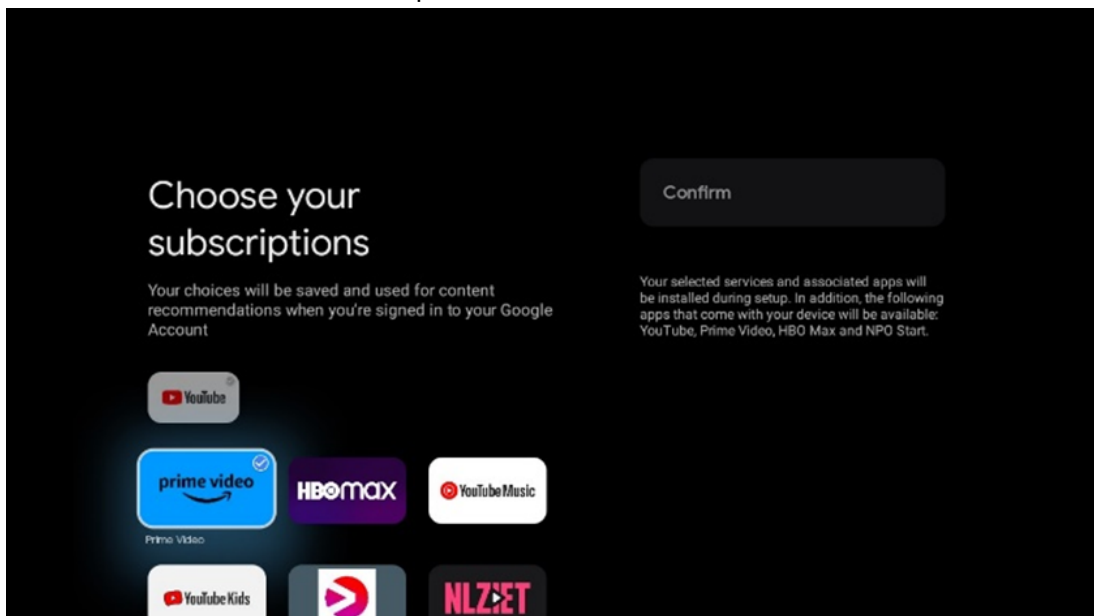 Choose your
subscriptions
Your choices will be saved and used for content
recommendations when you're signed in to your Google
Account
YouTube
prime video
HBOmax
YouTube Music
Prime Video
YouTube Kids
NLZIET
Confirm
Your selected services and associated apps will
be installed during setup. In addition, the following
apps that come with your device will be available:
YouTube, Prime Video, HBO Max and NPO Start.